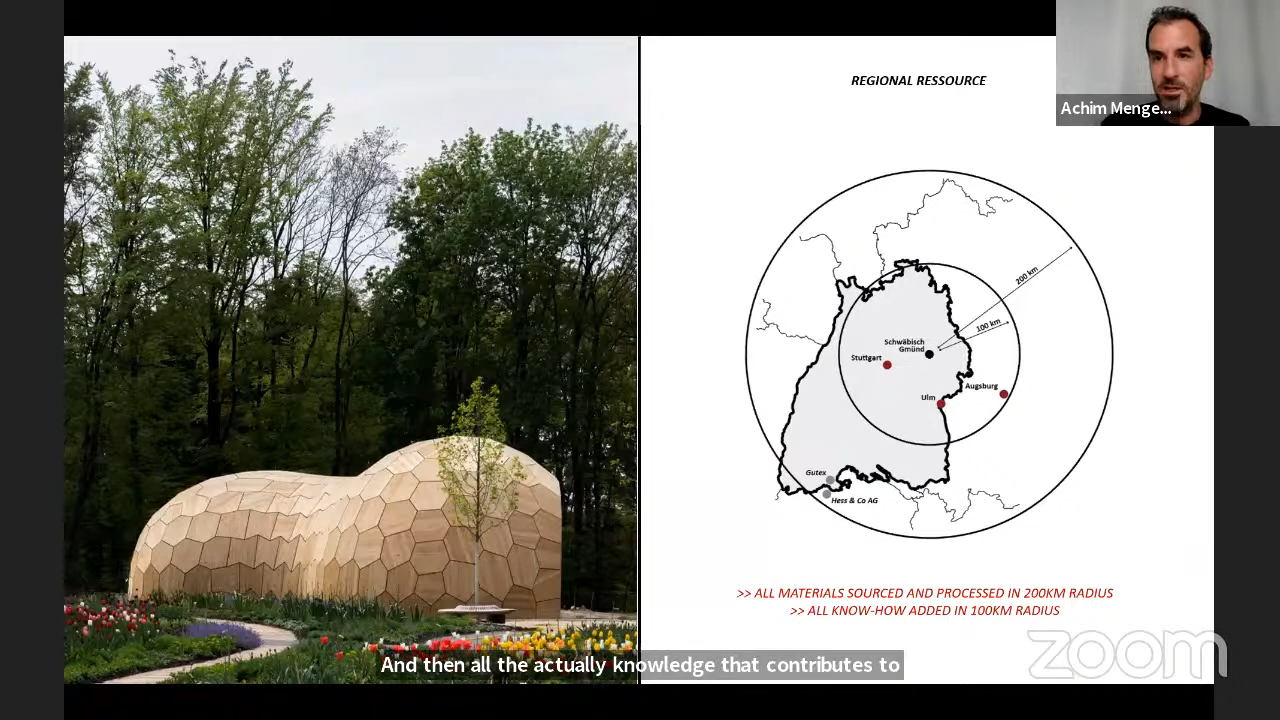 REGIONAL RESSOURCE
Achim Menge...
200 km
100 km
Schwäbisch
Gmünd
Stuttgart
Augsburg
Ulm
Gutex
Hess & Co AG
>> ALL MATERIALS SOURCED AND PROCESSED IN 200KM RADIUS
>> ALL KNOW-HOW ADDED IN 100KM RADIUS
zoom
And then all the actually knowledge that contributes to